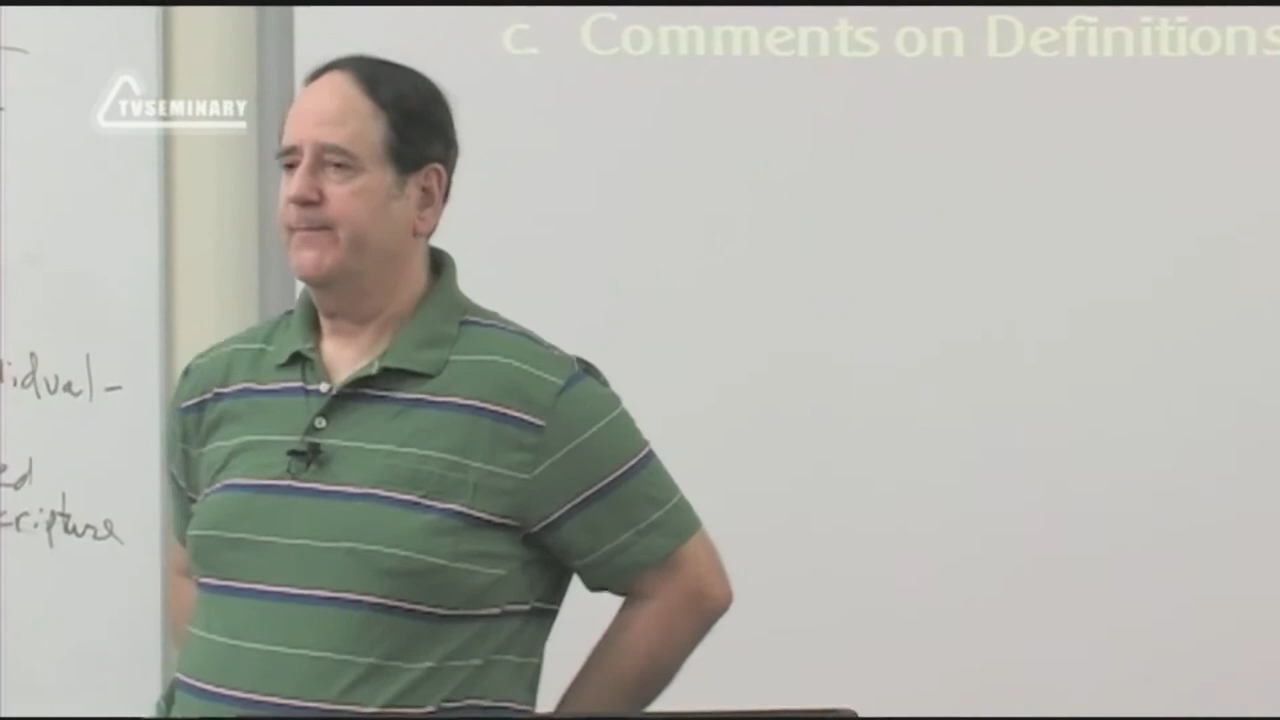 c. Comments on Definitions
TVSEMINARY
idual-
ed
cripture